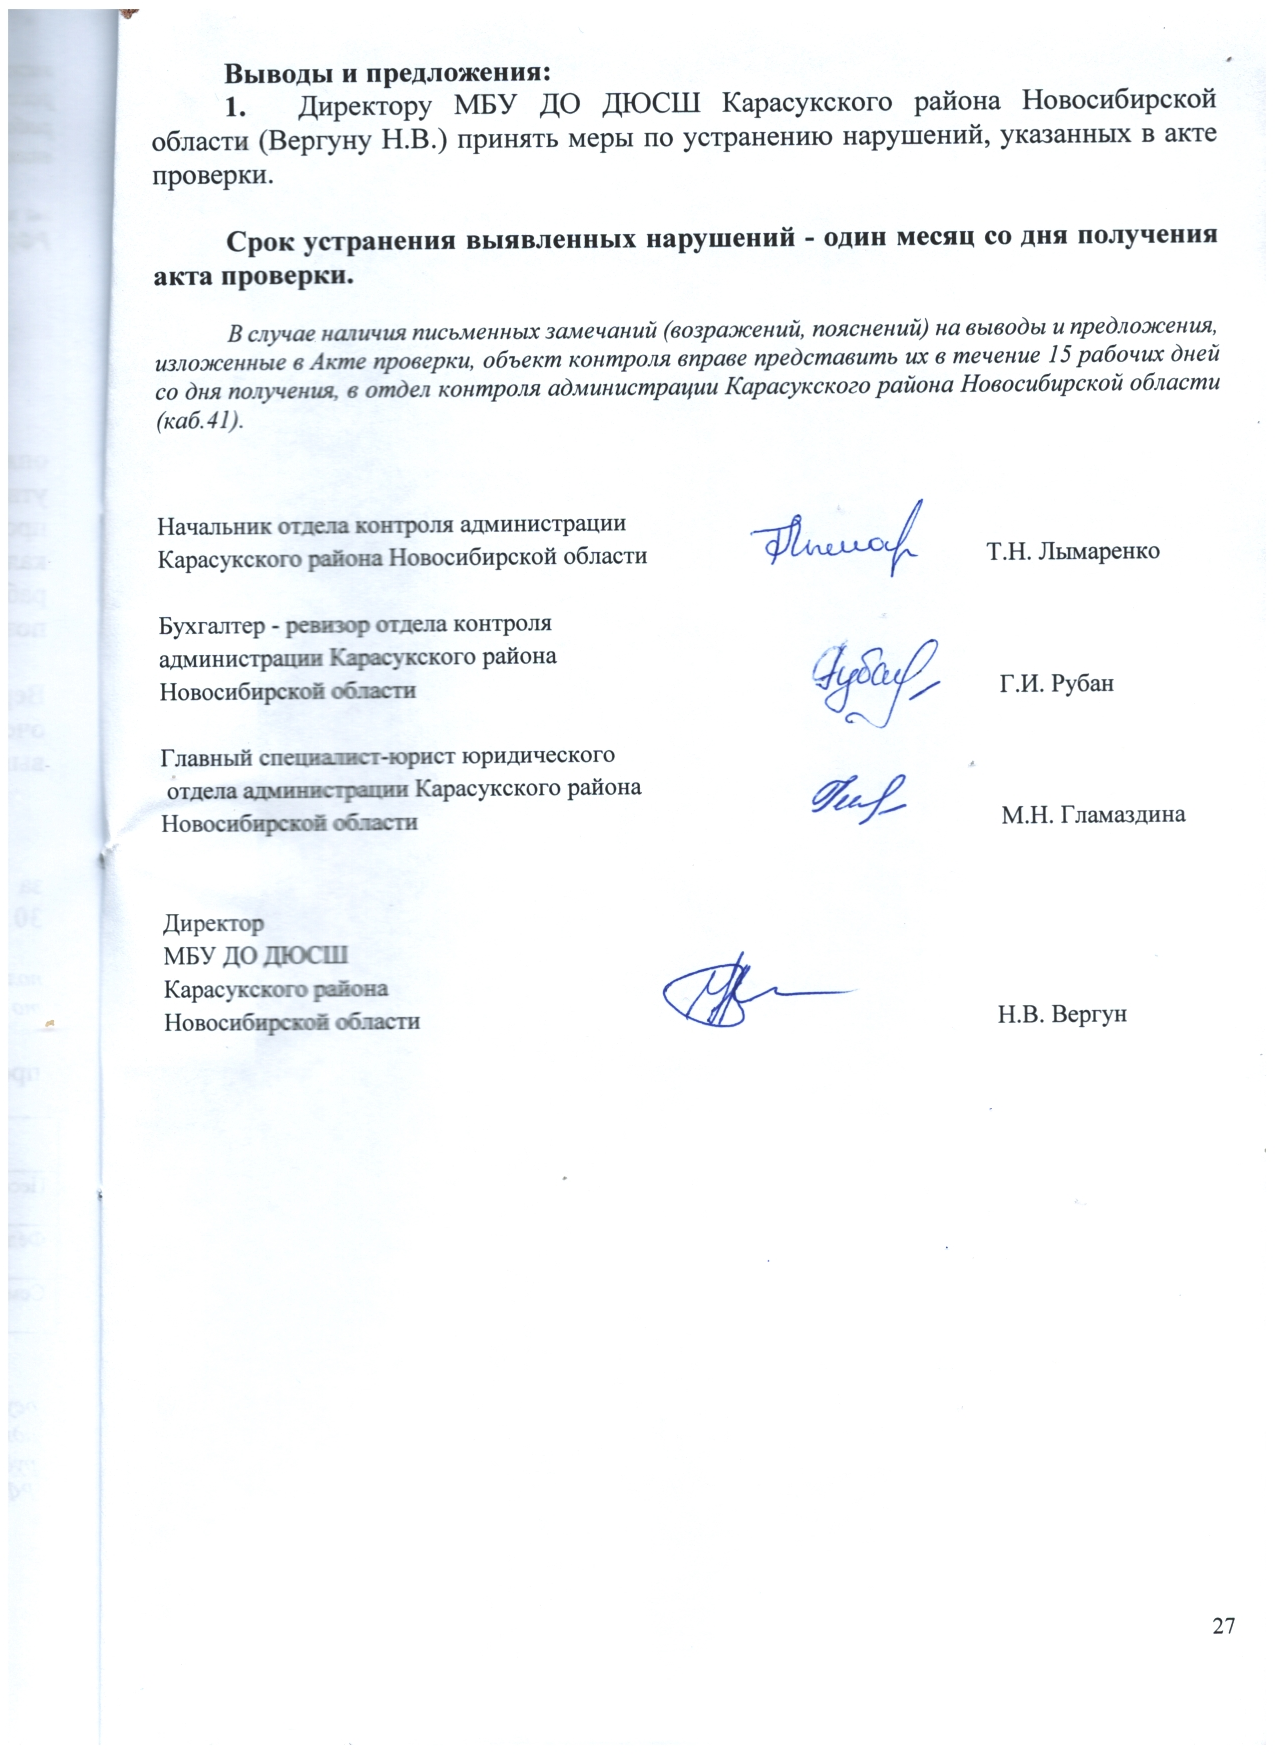 Выводы и предложения:
1. Директору МБУ ДО ДЮСШ Карасукского района Новосибирской
области (Вергуну Н.В.) принять меры по устранению нарушений, указанных в акте
проверки.
Срок устранения выявленных нарушений - один месяц со дня получения
акта проверки.
В случае наличия письменных замечаний (возражений, пояснений) на выводы и предложения,
изложенные в Акте проверки, объект контроля вправе представить их в течение 15 рабочих дней
со дня получения, в отдел контроля администрации Карасукского района Новосибирской области
(каб.41).
Начальник отдела контроля администрации
Карасукского района Новосибирской области
Т.Н. Лымаренко
Бухгалтер - ревизор отдела контроля
администрации Карасукского района
Новосибирской области
Г.И. Рубан
Главный специалист-юрист юридического
отдела администрации Карасукского района
Новосибирской области
М.Н. Гламаздина
Директор
МБУ ДО ДЮСШ
Карасукского района
Новосибирской области
Н.В. Вергун
27